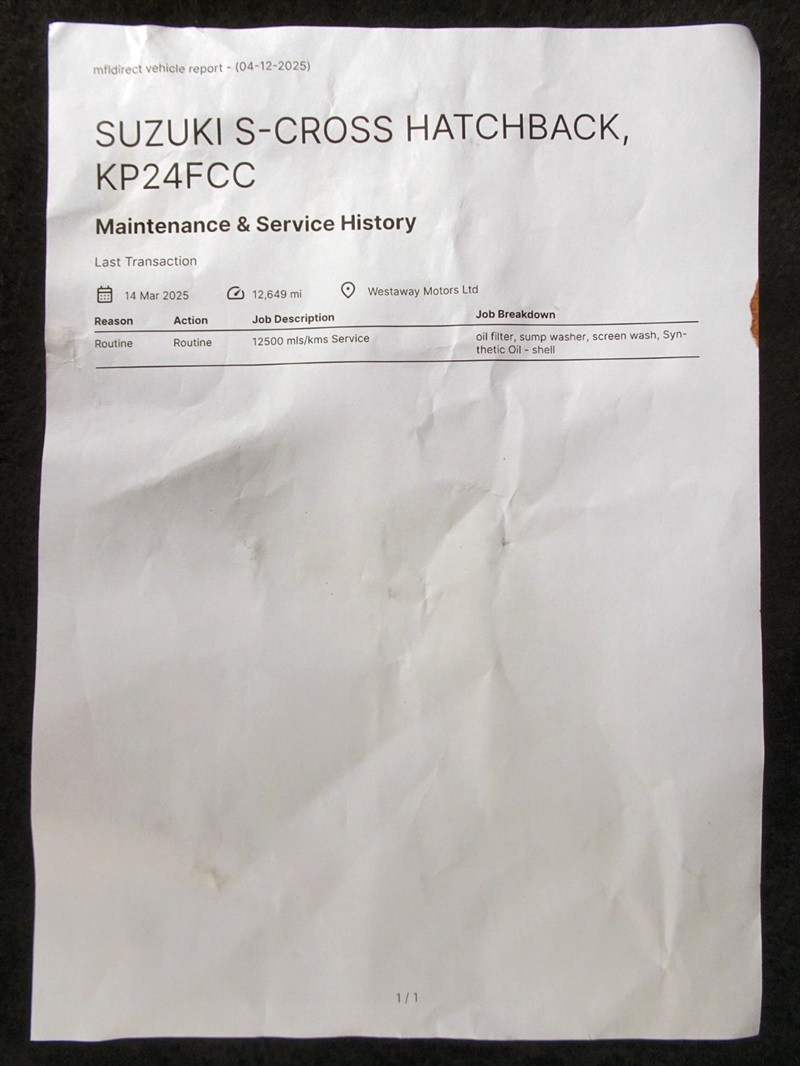 mfldirect vehicle report - (04-12-2025)
SUZUKI S-CROSS HATCHBACK,
KP24FCC
Maintenance & Service History
Last Transaction
14 Mar 2025 12,649 mi Westaway Motors Ltd
Reason Action Job Description Job Breakdown
Routine Routine 12500 mls/kms Service oil filter, sump washer, screen wash, Syn-
thetic Oil - shell
1 / 1